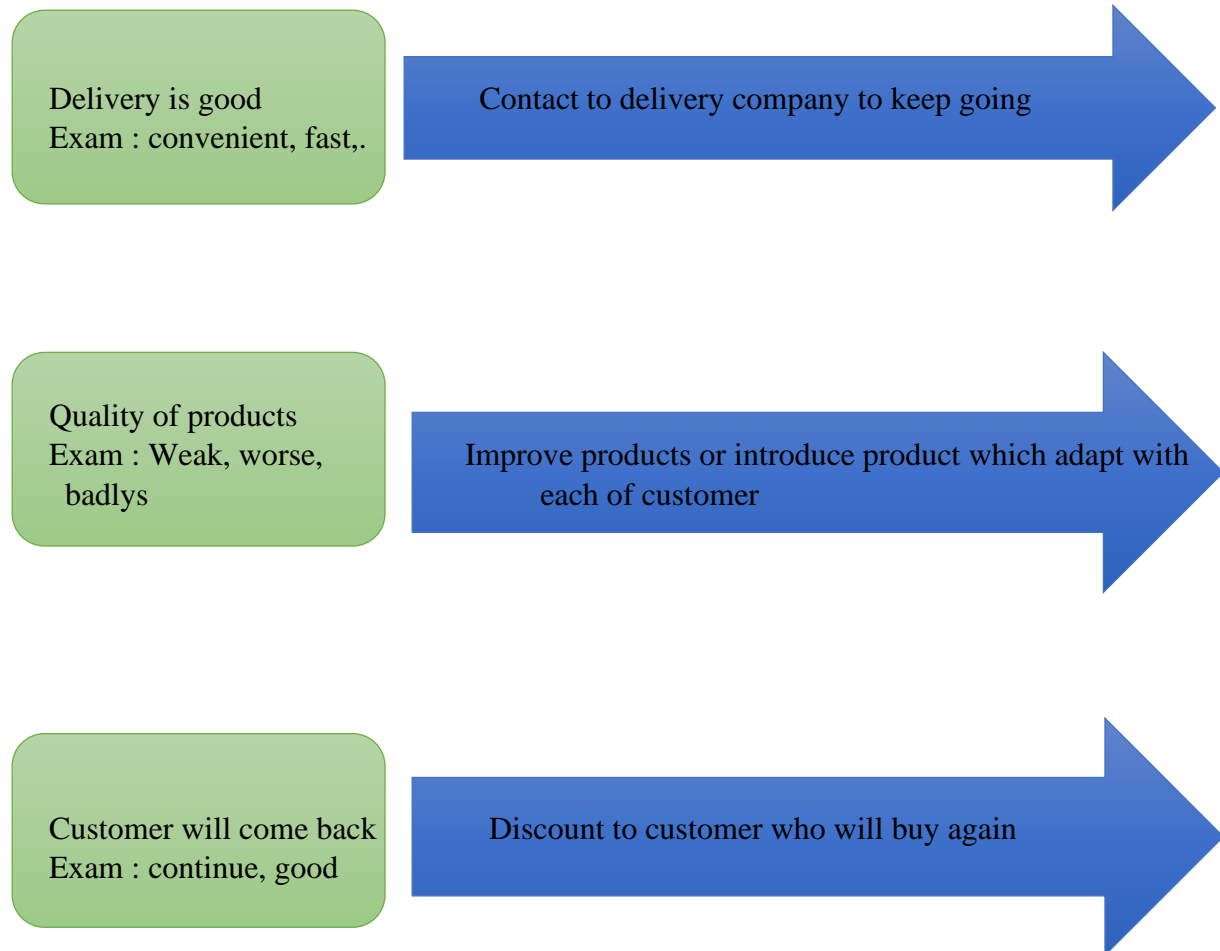 Delivery is good
Exam : convenient, fast,.
Contact to delivery company to keep going
Quality of products
Exam : Weak, worse,
badlys
Improve products or introduce product which adapt with
each of customer
Customer will come back
Exam : continue, good
Discount to customer who will buy again